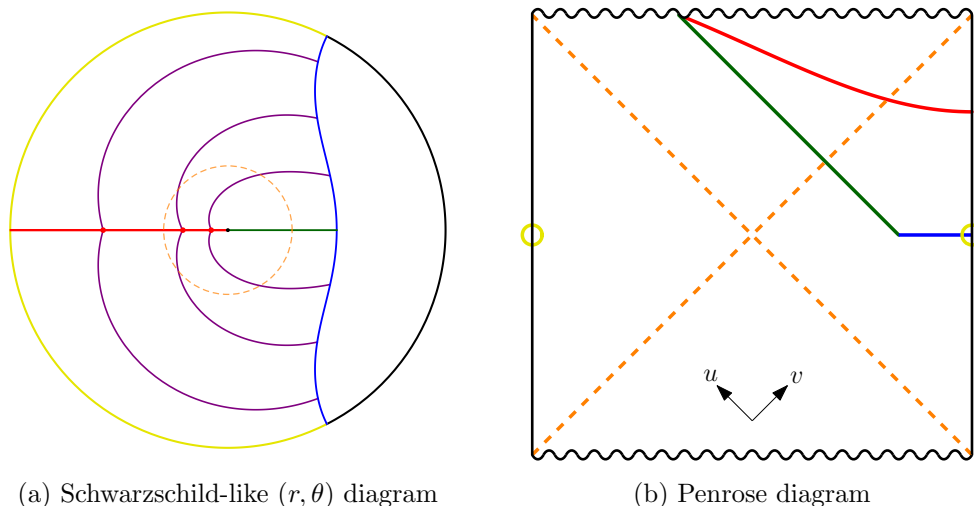 u
v
(a) Schwarzschild-like (r, θ) diagram
(b) Penrose diagram